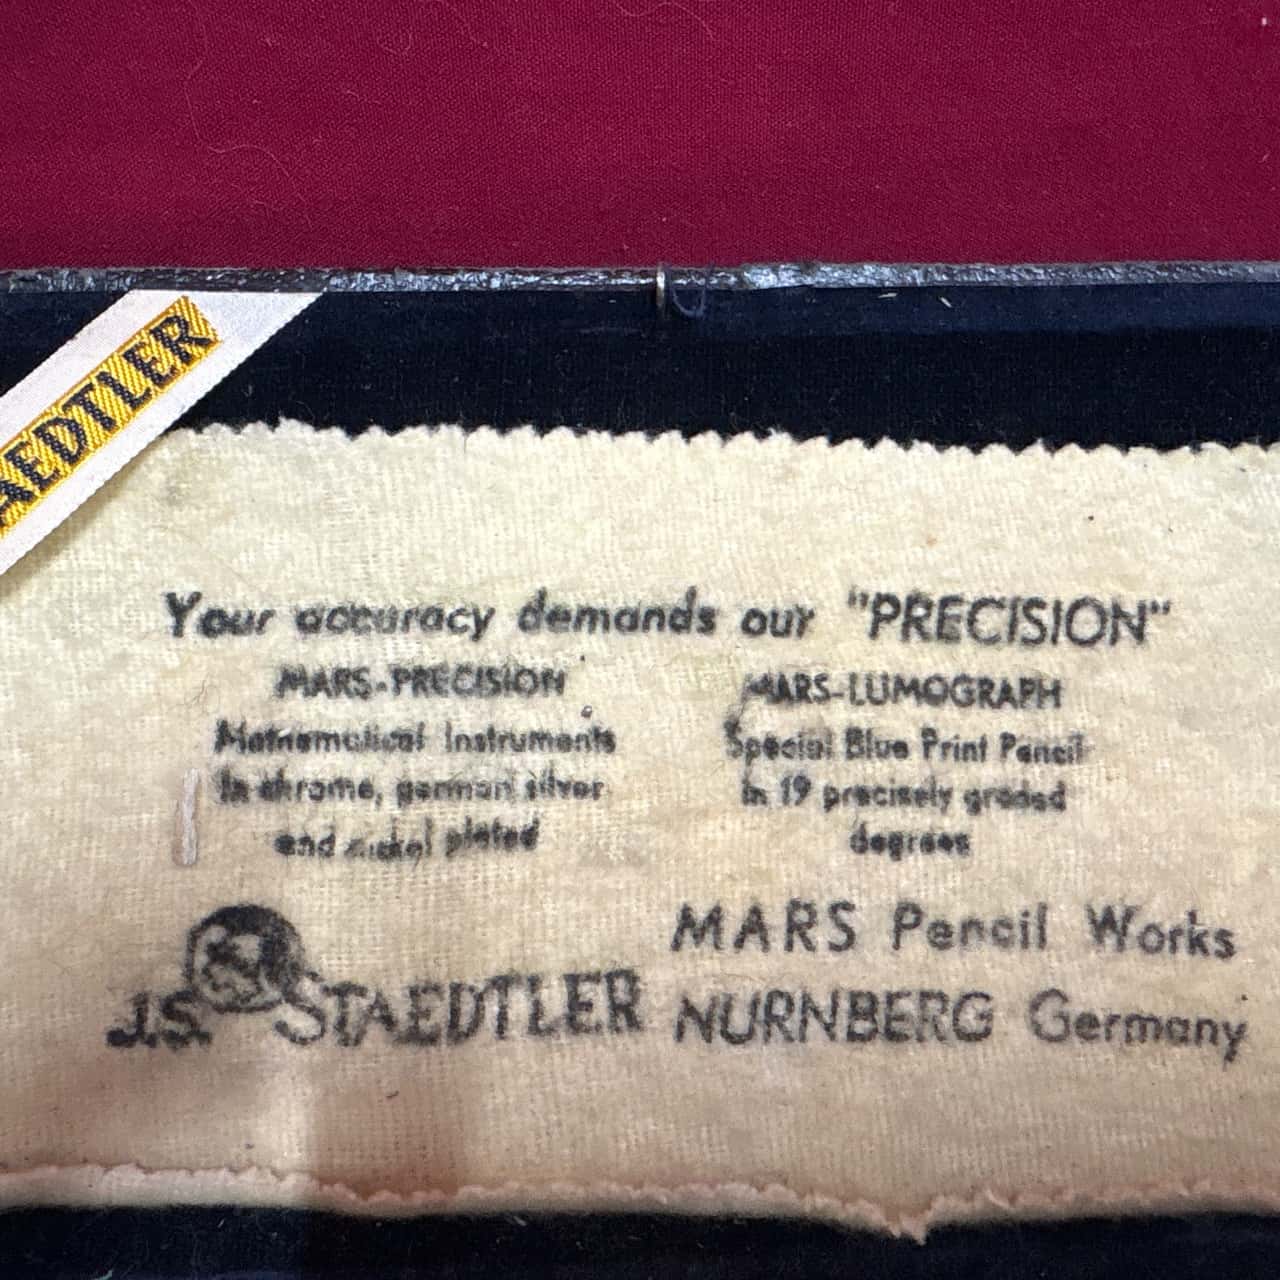 AEDTLER
Your accuracy demands our "PRECISION"
MARS-PRECISION
Mathematical Instruments
In chrome, german silver
and nickel plated
MARS-LUMOGRAPH
Special Blue Print Pencil
in 19 precisely graded
degrees
J.S. STAEDTLER
MARS Pencil Works
NURNBERG Germany